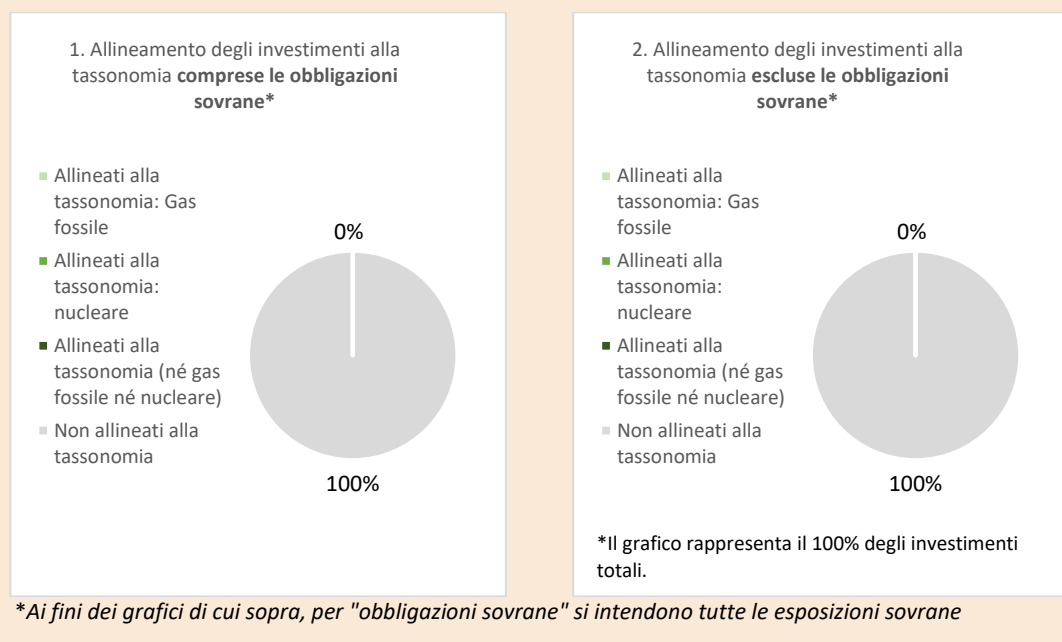 1. Allineamento degli investimenti alla
tassonomia comprese le obbligazioni
sovrane*
Allineati alla
tassonomia: Gas
fossile
Allineati alla
tassonomia:
nucleare
Allineati alla
tassonomia (né gas
fossile né nucleare)
Non allineati alla
tassonomia
0%
100%
2. Allineamento degli investimenti alla
tassonomia escluse le obbligazioni
sovrane*
Allineati alla
tassonomia: Gas
fossile
Allineati alla
tassonomia:
nucleare
Allineati alla
tassonomia (né gas
fossile né nucleare)
Non allineati alla
tassonomia
0%
100%
*Il grafico rappresenta il 100% degli investimenti
totali.
*Ai fini dei grafici di cui sopra, per "obbligazioni sovrane" si intendono tutte le esposizioni sovrane